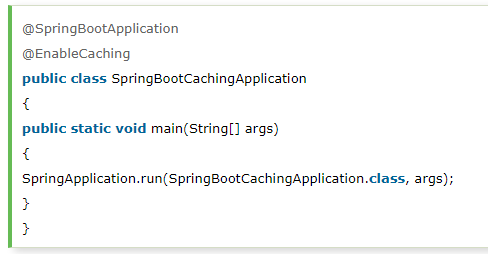 @SpringBootApplication
@EnableCaching
public class SpringBootCachingApplication
{
public static void main(String[] args)
{
SpringApplication.run(SpringBootCachingApplication.class, args);
}
}